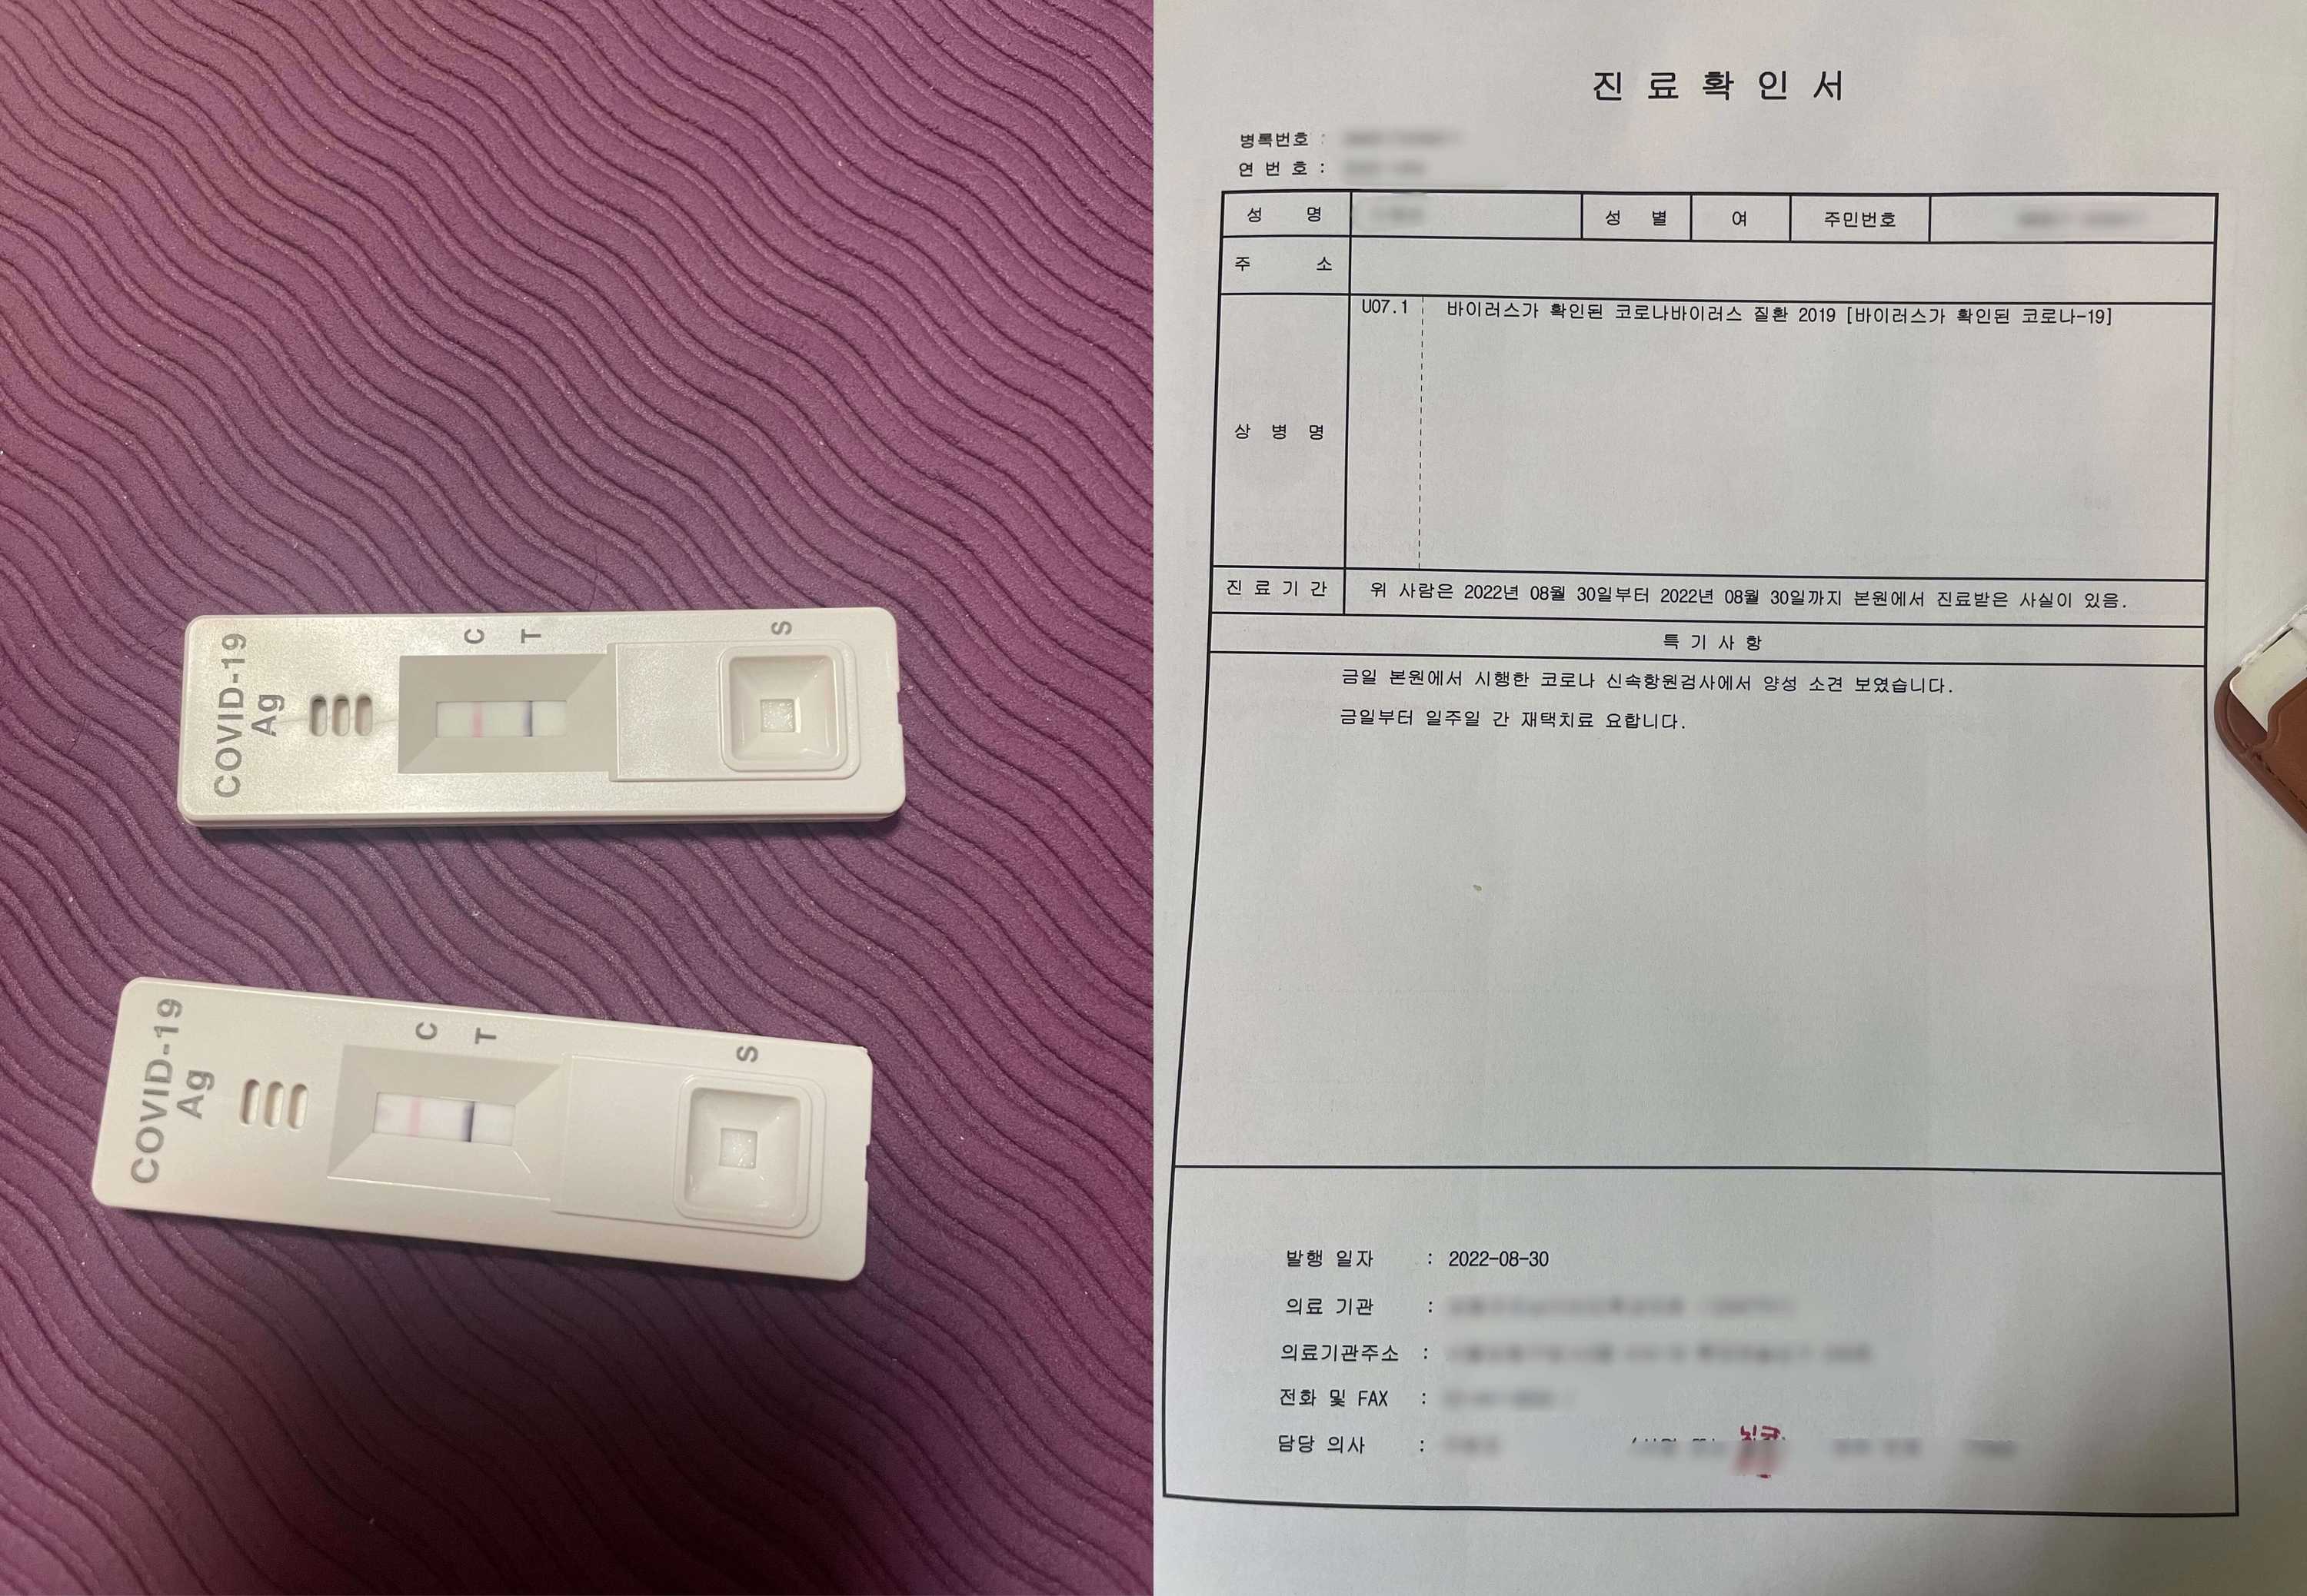 COVID-19
Ag
C
T
S
COVID-19
Ag
C
T
S
진 료 확 인 서
병록번호 :
연 번 호 :
성 명
성 별
여
주민번호
주 소
상 병 명
U07.1
바이러스가 확인된 코로나바이러스 질환 2019 [바이러스가 확인된 코로나-19]
진 료 기 간
위 사람은 2022년 08월 30일부터 2022년 08월 30일까지 본원에서 진료받은 사실이 있음.
특 기 사 항
금일 본원에서 시행한 코로나 신속항원검사에서 양성 소견 보였습니다.
금일부터 일주일 간 재택치료 요합니다.
발행 일자 : 2022-08-30
의료 기관 :
의료기관주소 :
전화 및 FAX :
담당 의사 :